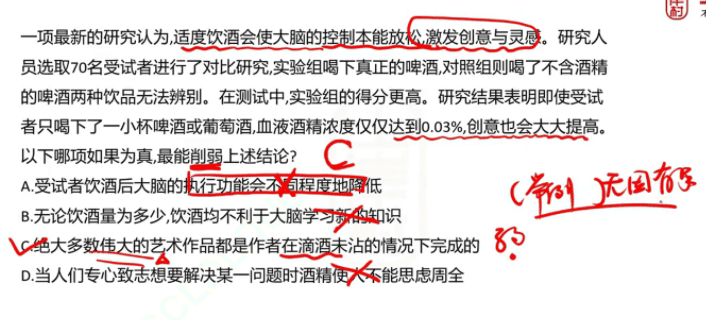 一项最新的研究认为,适度饮酒会使大脑的控制本能放松,激发创意与灵感。研究人
员选取70名受试者进行了对比研究,实验组喝下真正的啤酒,对照组则喝了不含酒精
的啤酒两种饮品无法辨别。在测试中,实验组的得分更高。研究结果表明即使受试
者只喝下了一小杯啤酒或葡萄酒,血液酒精浓度仅仅达到0.03%,创意也会大大提高。
以下哪项如果为真,最能削弱上述结论?
C
A.受试者饮酒后大脑的执行功能会不同程度地降低
B.无论饮酒量为多少,饮酒均不利于大脑学习新的知识
C.绝大多数伟大的艺术作品都是作者在滴酒未沾的情况下完成的
D.当人们专心致志想要解决某一问题时酒精使人不能思虑周全
无因有果